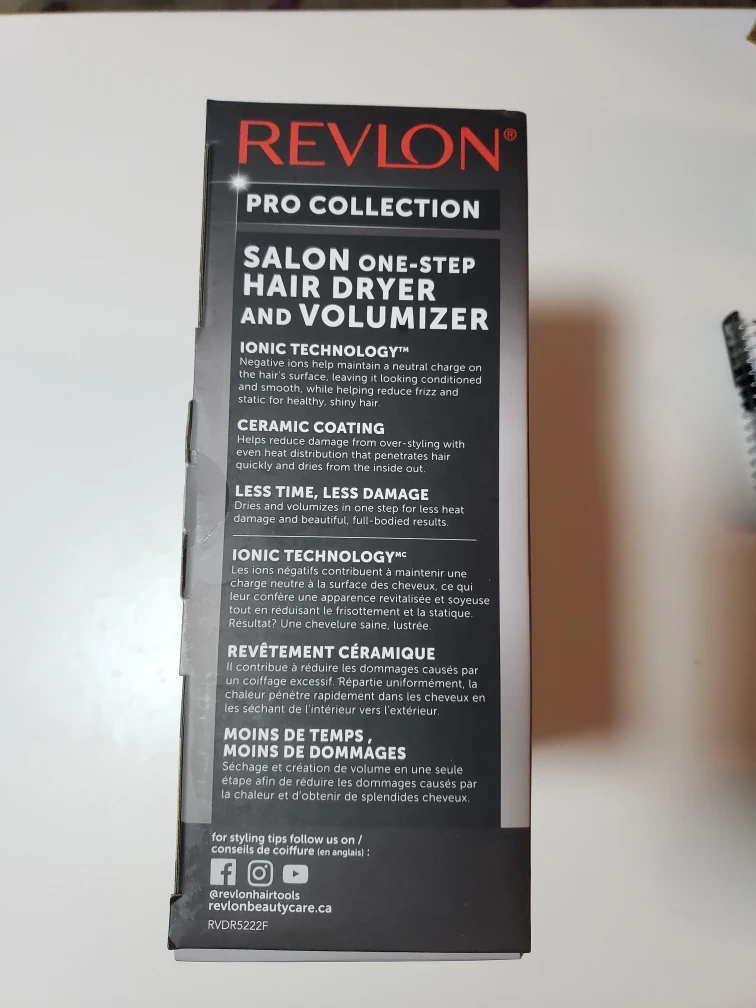 REVLON®
PRO COLLECTION
SALON ONE-STEP
HAIR DRYER
AND VOLUMIZER
IONIC TECHNOLOGY™
Negative ions help maintain a neutral charge on
the hair's surface, leaving it looking conditioned
and smooth, while helping reduce frizz and
static for healthy, shiny hair.
CERAMIC COATING
Helps reduce damage from over-styling with
even heat distribution that penetrates hair
quickly and dries from the inside out.
LESS TIME, LESS DAMAGE
Dries and volumizes in one step for less heat
damage and beautiful, full-bodied results.
IONIC TECHNOLOGYᴹᶜ
Les ions négatifs contribuent à maintenir une
charge neutre à la surface des cheveux, ce qui
leur confère une apparence revitalisée et soyeuse
tout en réduisant le frisottement et la statique.
Résultat? Une chevelure saine, lustrée.
REVÊTEMENT CÉRAMIQUE
Il contribue à réduire les dommages causés par
un coiffage excessif. Répartie uniformément, la
chaleur pénètre rapidement dans les cheveux en
les séchant de l'intérieur vers l'extérieur.
MOINS DE TEMPS,
MOINS DE DOMMAGES
Séchage et création de volume en une seule
étape afin de réduire les dommages causés par
la chaleur et d'obtenir de splendides cheveux.
for styling tips follow us on /
conseils de coiffure (en anglais) :
@revlonhairtools
revlonbeautycare.ca
RVDR5222F